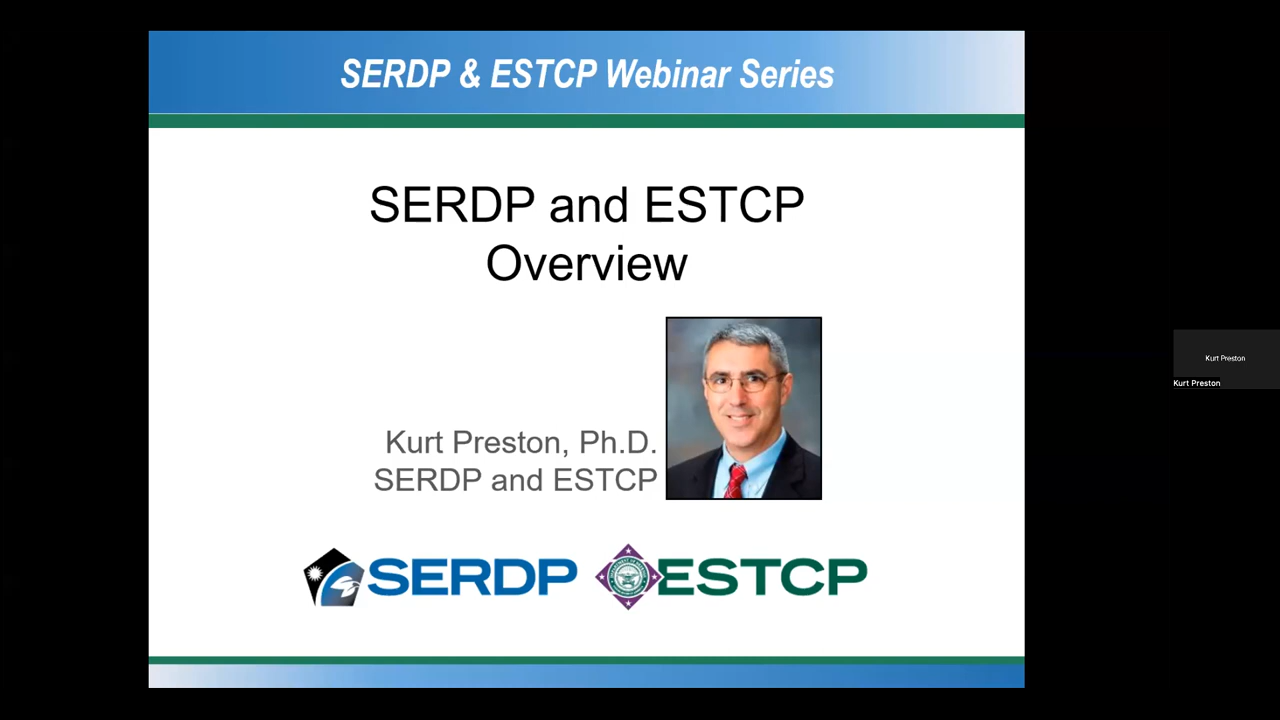 SERDP & ESTCP Webinar Series
SERDP and ESTCP
Overview
Kurt Preston, Ph.D.
SERDP and ESTCP
SERDP
ESTCP
Kurt Preston
Kurt Preston